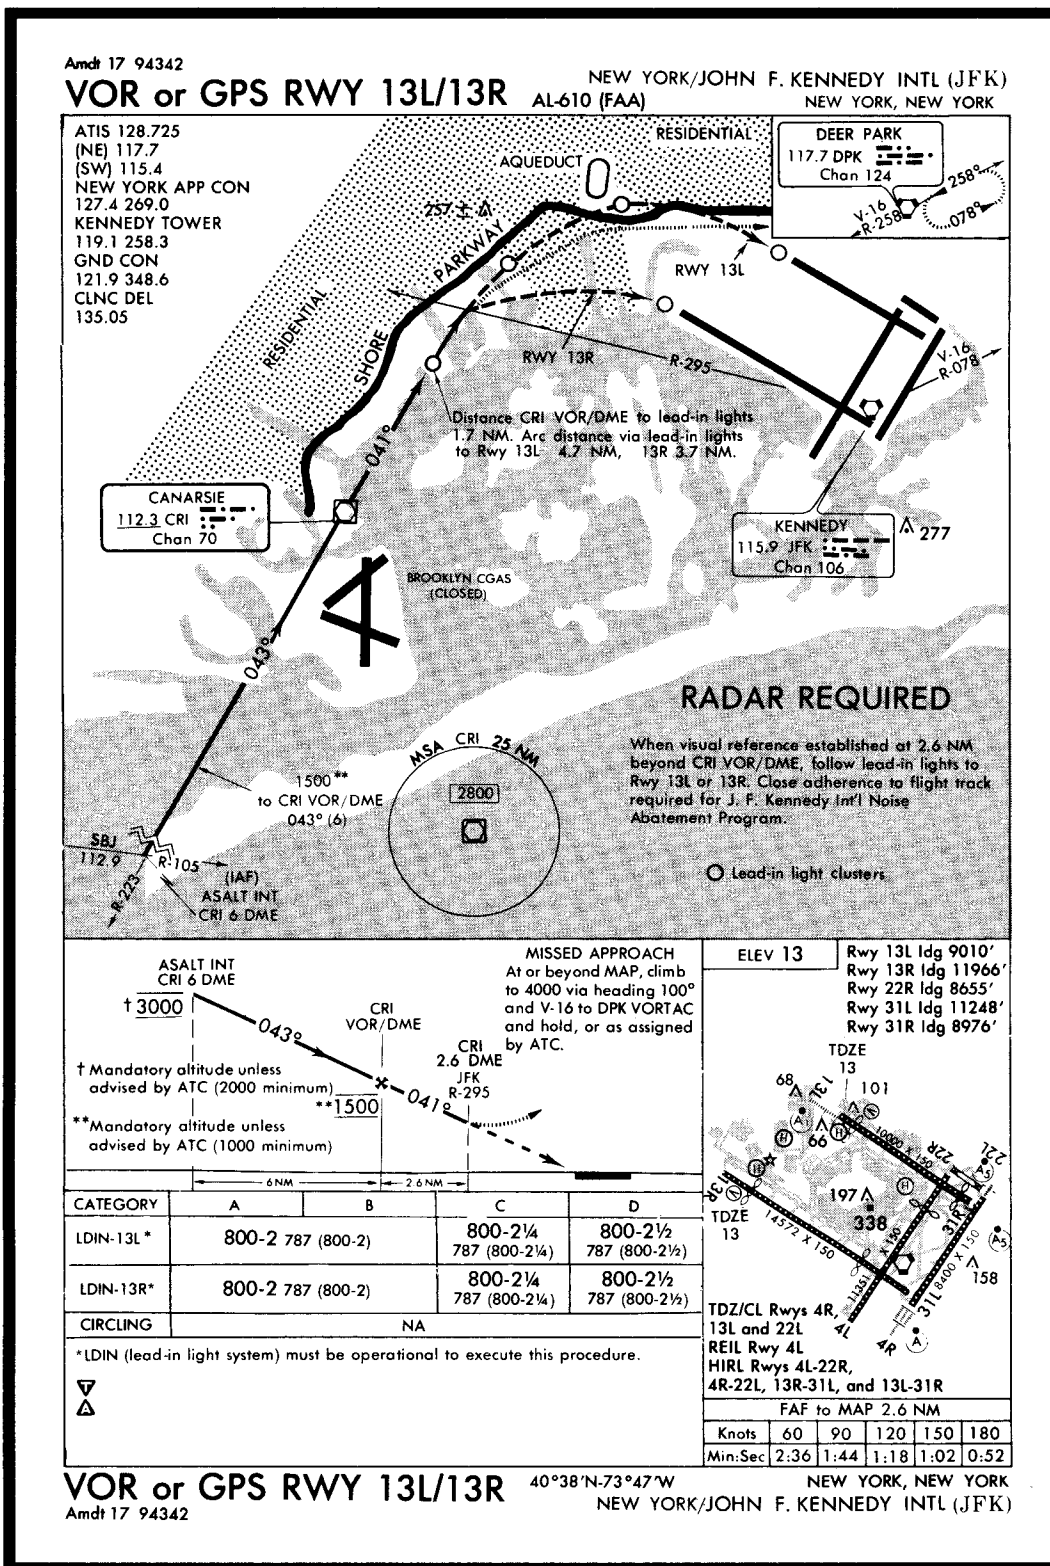 Amdt 17 94342
VOR or GPS RWY 13L/13R
AL-610 (FAA)
NEW YORK/JOHN F. KENNEDY INTL (JFK)
NEW YORK, NEW YORK
ATIS 128.725
(NE) 117.7
(SW) 115.4
NEW YORK APP CON
127.4 269.0
KENNEDY TOWER
119.1 258.3
GND CON
121.9 348.6
CLNC DEL
135.05
RESIDENTIAL
AQUEDUCT
DEER PARK
117.7 DPK
Chan 124
258°
078°
V-16
R-258
257 ±
SHORE PARKWAY
RESIDENTIAL
RWY 13L
RWY 13R
R-295
V-16
R-078
Distance CRI VOR/DME to lead-in lights
1.7 NM. Arc distance via lead-in lights
to Rwy 13L 4.7 NM, 13R 3.7 NM.
041°
CANARSIE
112.3 CRI
Chan 70
KENNEDY
115.9 JFK
Chan 106
277
BROOKLYN CGAS
(CLOSED)
043°
RADAR REQUIRED
When visual reference established at 2.6 NM
beyond CRI VOR/DME, follow lead-in lights to
Rwy 13L or 13R. Close adherence to flight track
required for J. F. Kennedy Int'l Noise
Abatement Program.
Lead-in light clusters
MSA CRI 25 NM
2800
1500**
to CRI VOR/DME
043° (6)
SBJ
112.9
R-105
R-223
(IAF)
ASALT INT
CRI 6 DME
ASALT INT
CRI 6 DME
† 3000
043°
CRI
VOR/DME
**1500
041°
CRI
2.6 DME
JFK
R-295
MISSED APPROACH
At or beyond MAP, climb
to 4000 via heading 100°
and V-16 to DPK VORTAC
and hold, or as assigned
by ATC.
† Mandatory altitude unless
advised by ATC (2000 minimum)
**Mandatory altitude unless
advised by ATC (1000 minimum)
6 NM
2.6 NM
CATEGORY A B C D
LDIN-13L* 800-2 787 (800-2) 800-2¼ 787 (800-2¼) 800-2½ 787 (800-2½)
LDIN-13R* 800-2 787 (800-2) 800-2¼ 787 (800-2¼) 800-2½ 787 (800-2½)
CIRCLING NA
*LDIN (lead-in light system) must be operational to execute this procedure.
T
A
ELEV 13
Rwy 13L ldg 9010'
Rwy 13R ldg 11966'
Rwy 22R ldg 8655'
Rwy 31L ldg 11248'
Rwy 31R ldg 8976'
TDZE
13
68
13L
101
66
10000 X 150
22R
22L
A5
H
H
H
13R
TDZE
13
14572 X 150
197
338
31R
A5
158
11351 X 150
8400 X 150
31L
4L
4R
A
TDZ/CL Rwys 4R,
13L and 22L
REIL Rwy 4L
HIRL Rwys 4L-22R,
4R-22L, 13R-31L, and 13L-31R
FAF to MAP 2.6 NM
Knots 60 90 120 150 180
Min:Sec 2:36 1:44 1:18 1:02 0:52
VOR or GPS RWY 13L/13R
Amdt 17 94342
40°38'N-73°47'W
NEW YORK, NEW YORK
NEW YORK/JOHN F. KENNEDY INTL (JFK)